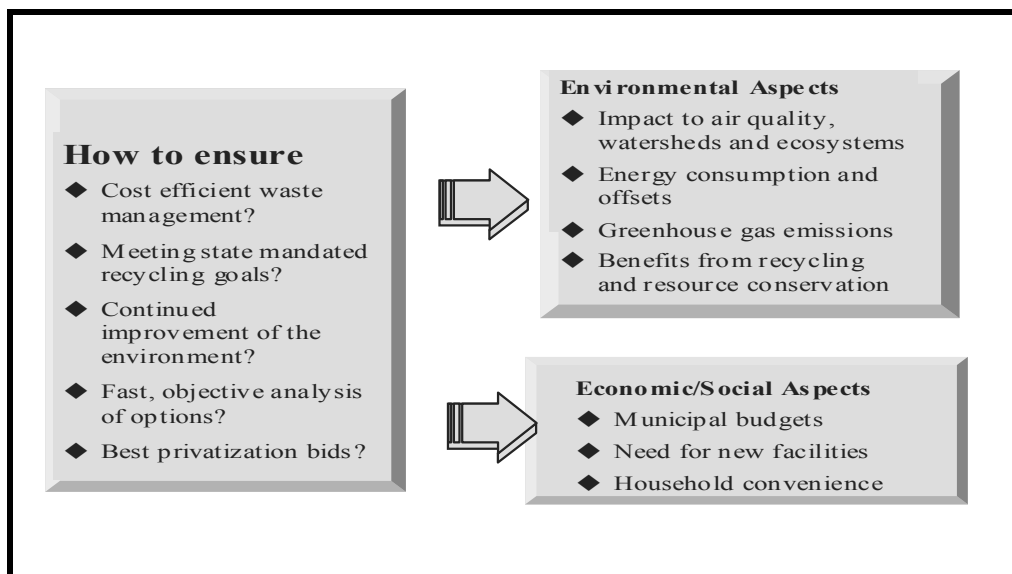 How to ensure
◆ Cost efficient waste
management?
◆ Meeting state mandated
recycling goals?
◆ Continued
improvement of the
environment?
◆ Fast, objective analysis
of options?
◆ Best privatization bids?
Environmental Aspects
◆ Impact to air quality,
watersheds and ecosystems
◆ Energy consumption and
offsets
◆ Greenhouse gas emissions
◆ Benefits from recycling
and resource conservation
Economic/Social Aspects
◆ Municipal budgets
◆ Need for new facilities
◆ Household convenience